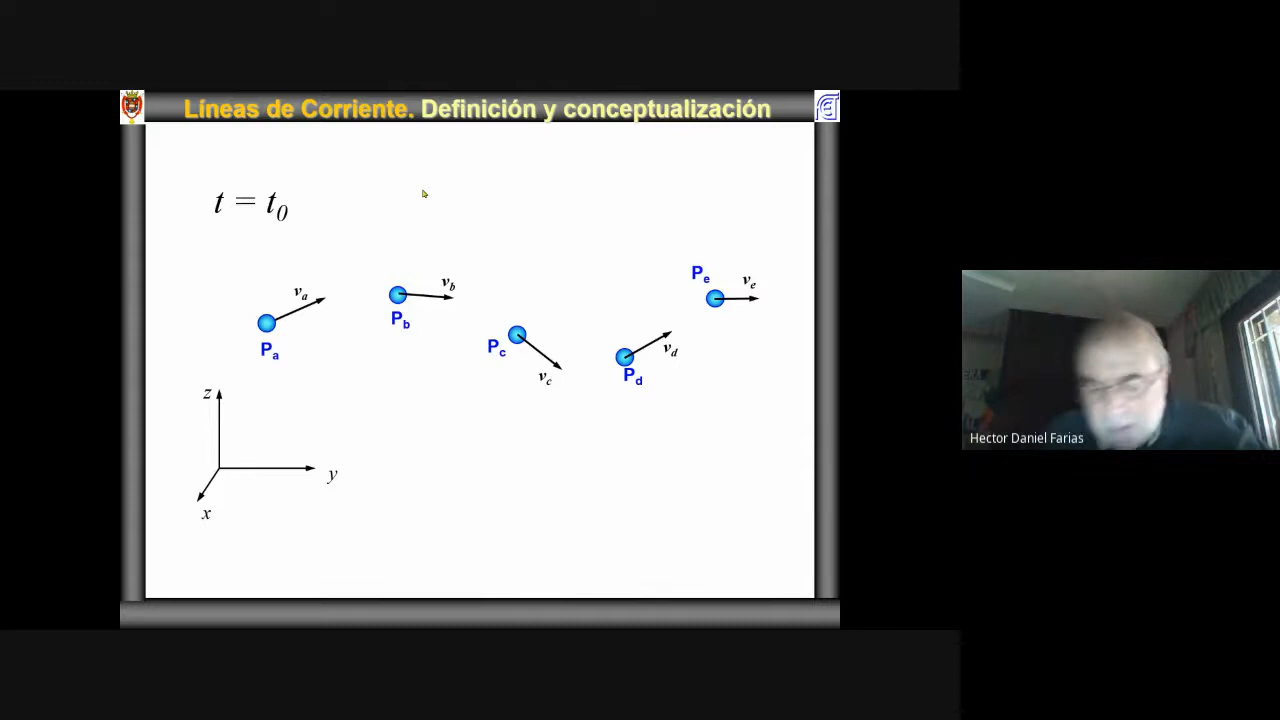 Líneas de Corriente. Definición y conceptualización
t = t0
va
Pa
vb
Pb
Pc
vc
vd
Pd
Pe
ve
z
y
x
Hector Daniel Farias